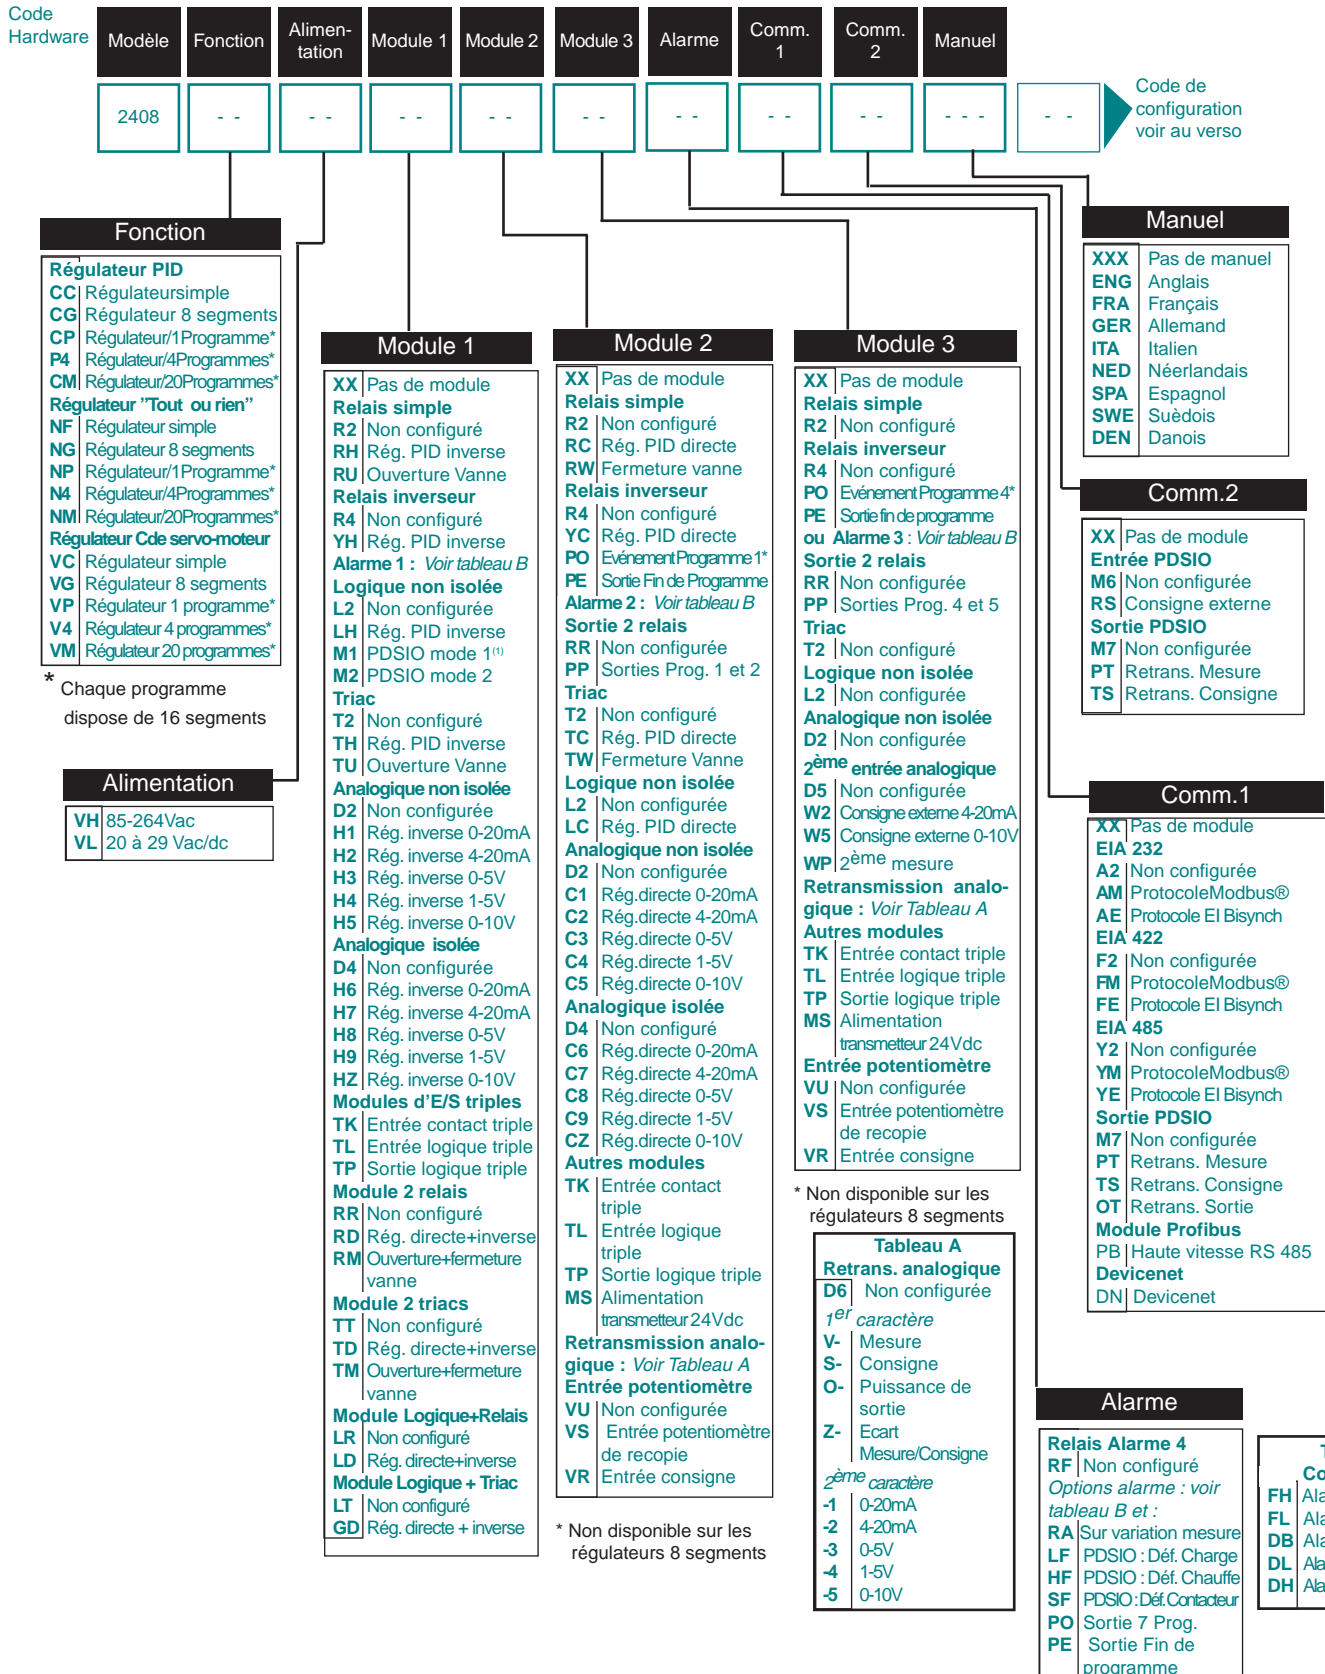 Code
Hardware
Modèle
Fonction
Alimen-
tation
Module 1
Module 2
Module 3
Alarme
Comm.
1
Comm.
2
Manuel
2408
- -
- -
- -
- -
- -
- -
- -
- -
- - -
- -
Code de
configuration
voir au verso
Fonction
Régulateur PID
CC Régulateursimple
CG Régulateur 8 segments
CP Régulateur/1Programme*
P4 Régulateur/4Programmes*
CM Régulateur/20Programmes*
Régulateur ”Tout ou rien”
NF Régulateur simple
NG Régulateur 8 segments
NP Régulateur/1Programme*
N4 Régulateur/4Programmes*
NM Régulateur/20Programmes*
Régulateur Cde servo-moteur
VC Régulateur simple
VG Régulateur 8 segments
VP Régulateur 1 programme*
V4 Régulateur 4 programmes*
VM Régulateur 20 programmes*
* Chaque programme
dispose de 16 segments
Alimentation
VH 85-264Vac
VL 20 à 29 Vac/dc
Module 1
XX Pas de module
Relais simple
R2 Non configuré
RH Rég. PID inverse
RU Ouverture Vanne
Relais inverseur
R4 Non configuré
YH Rég. PID inverse
Alarme 1 : Voir tableau B
Logique non isolée
L2 Non configurée
LH Rég. PID inverse
M1 PDSIO mode 1(1)
M2 PDSIO mode 2
Triac
T2 Non configuré
TH Rég. PID inverse
TU Ouverture Vanne
Analogique non isolée
D2 Non configurée
H1 Rég. inverse 0-20mA
H2 Rég. inverse 4-20mA
H3 Rég. inverse 0-5V
H4 Rég. inverse 1-5V
H5 Rég. inverse 0-10V
Analogique isolée
D4 Non configurée
H6 Rég. inverse 0-20mA
H7 Rég. inverse 4-20mA
H8 Rég. inverse 0-5V
H9 Rég. inverse 1-5V
HZ Rég. inverse 0-10V
Modules d'E/S triples
TK Entrée contact triple
TL Entrée logique triple
TP Sortie logique triple
Module 2 relais
RR Non configuré
RD Rég. directe+inverse
RM Ouverture+fermeture
vanne
Module 2 triacs
TT Non configuré
TD Rég. directe+inverse
TM Ouverture+fermeture
vanne
Module Logique+Relais
LR Non configuré
LD Rég. directe+inverse
Module Logique + Triac
LT Non configuré
GD Rég. directe + inverse
Module 2
XX Pas de module
Relais simple
R2 Non configuré
RC Rég. PID directe
RW Fermeture vanne
Relais inverseur
R4 Non configuré
YC Rég. PID directe
PO Evénement Programme 1*
PE Sortie Fin de Programme
Alarme 2 : Voir tableau B
Sortie 2 relais
RR Non configurée
PP Sorties Prog. 1 et 2
Triac
T2 Non configuré
TC Rég. PID directe
TW Fermeture Vanne
Logique non isolée
L2 Non configurée
LC Rég. PID directe
Analogique non isolée
D2 Non configurée
C1 Rég.directe 0-20mA
C2 Rég.directe 4-20mA
C3 Rég.directe 0-5V
C4 Rég.directe 1-5V
C5 Rég.directe 0-10V
Analogique isolée
D4 Non configuré
C6 Rég.directe 0-20mA
C7 Rég.directe 4-20mA
C8 Rég.directe 0-5V
C9 Rég.directe 1-5V
CZ Rég.directe 0-10V
Autres modules
TK Entrée contact
triple
TL Entrée logique
triple
TP Sortie logique triple
MS Alimentation
transmetteur 24Vdc
Retransmission analo-
gique : Voir Tableau A
Entrée potentiomètre
VU Non configurée
VS Entrée potentiomètre
de recopie
VR Entrée consigne
* Non disponible sur les
régulateurs 8 segments
Module 3
XX Pas de module
Relais simple
R2 Non configuré
Relais inverseur
R4 Non configuré
PO Evénement Programme 4*
PE Sortie fin de programme
ou Alarme 3 : Voir tableau B
Sortie 2 relais
RR Non configurée
PP Sorties Prog. 4 et 5
Triac
T2 Non configuré
Logique non isolée
L2 Non configurée
Analogique non isolée
D2 Non configurée
2ème entrée analogique
D5 Non configurée
W2 Consigne externe 4-20mA
W5 Consigne externe 0-10V
WP 2ème mesure
Retransmission analo-
gique : Voir Tableau A
Autres modules
TK Entrée contact triple
TL Entrée logique triple
TP Sortie logique triple
MS Alimentation
transmetteur 24Vdc
Entrée potentiomètre
VU Non configurée
VS Entrée potentiomètre
de recopie
VR Entrée consigne
* Non disponible sur les
régulateurs 8 segments
Tableau A
Retrans. analogique
D6 Non configurée
1er caractère
V- Mesure
S- Consigne
O- Puissance de
sortie
Z- Ecart
Mesure/Consigne
2ème caractère
-1 0-20mA
-2 4-20mA
-3 0-5V
-4 1-5V
-5 0-10V
Manuel
XXX Pas de manuel
ENG Anglais
FRA Français
GER Allemand
ITA Italien
NED Néerlandais
SPA Espagnol
SWE Suèdois
DEN Danois
Comm.2
XX Pas de module
Entrée PDSIO
M6 Non configurée
RS Consigne externe
Sortie PDSIO
M7 Non configurée
PT Retrans. Mesure
TS Retrans. Consigne
Comm.1
XX Pas de module
EIA 232
A2 Non configurée
AM ProtocoleModbus®
AE Protocole EI Bisynch
EIA 422
F2 Non configurée
FM ProtocoleModbus®
FE Protocole EI Bisynch
EIA 485
Y2 Non configurée
YM ProtocoleModbus®
YE Protocole EI Bisynch
Sortie PDSIO
M7 Non configurée
PT Retrans. Mesure
TS Retrans. Consigne
OT Retrans. Sortie
Module Profibus
PB Haute vitesse RS 485
Devicenet
DN Devicenet
Alarme
Relais Alarme 4
RF Non configuré
Options alarme : voir
tableau B et :
RA Sur variation mesure
LF PDSIO : Déf. Charge
HF PDSIO : Déf. Chauffe
SF PDSIO : Déf. Contacteur
PO Sortie 7 Prog.
PE Sortie Fin de
programme
FH
FL
DB
DL
DH